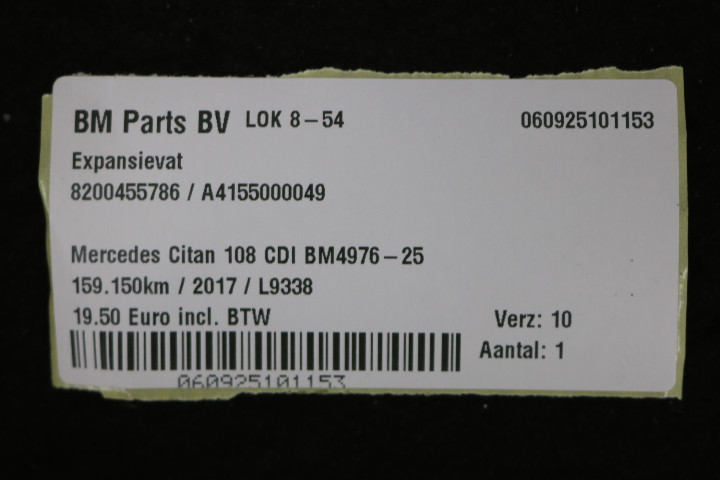 BM Parts BV LOK 8-54 060925101153
Expansievat
8200455786 / A4155000049
Mercedes Citan 108 CDI BM4976-25
159.150km / 2017 / L9338
19.50 Euro incl. BTW Verz: 10
Aantal: 1
060925101153